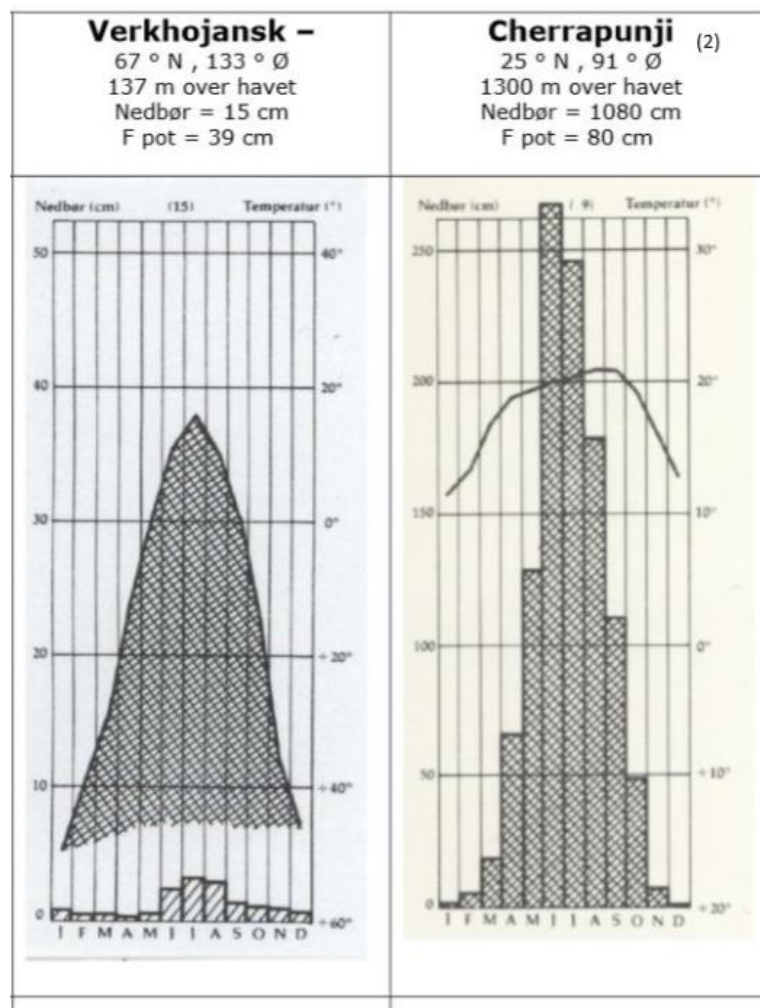 Verkhojansk –
67 ° N , 133 ° Ø
137 m over havet
Nedbør = 15 cm
F pot = 39 cm
Cherrapunji (2)
25 ° N , 91 ° Ø
1300 m over havet
Nedbør = 1080 cm
F pot = 80 cm
Nedbør (cm) (15) Temperatur (°)
50 40°
40 20°
30 0°
20 ÷20°
10 ÷40°
0 ÷60°
J F M A M J J A S O N D
Nedbør (cm) Temperatur (°)
250 30°
200 20°
150 10°
100 0°
50 ÷10°
0 ÷20°
J F M A M J J A S O N D